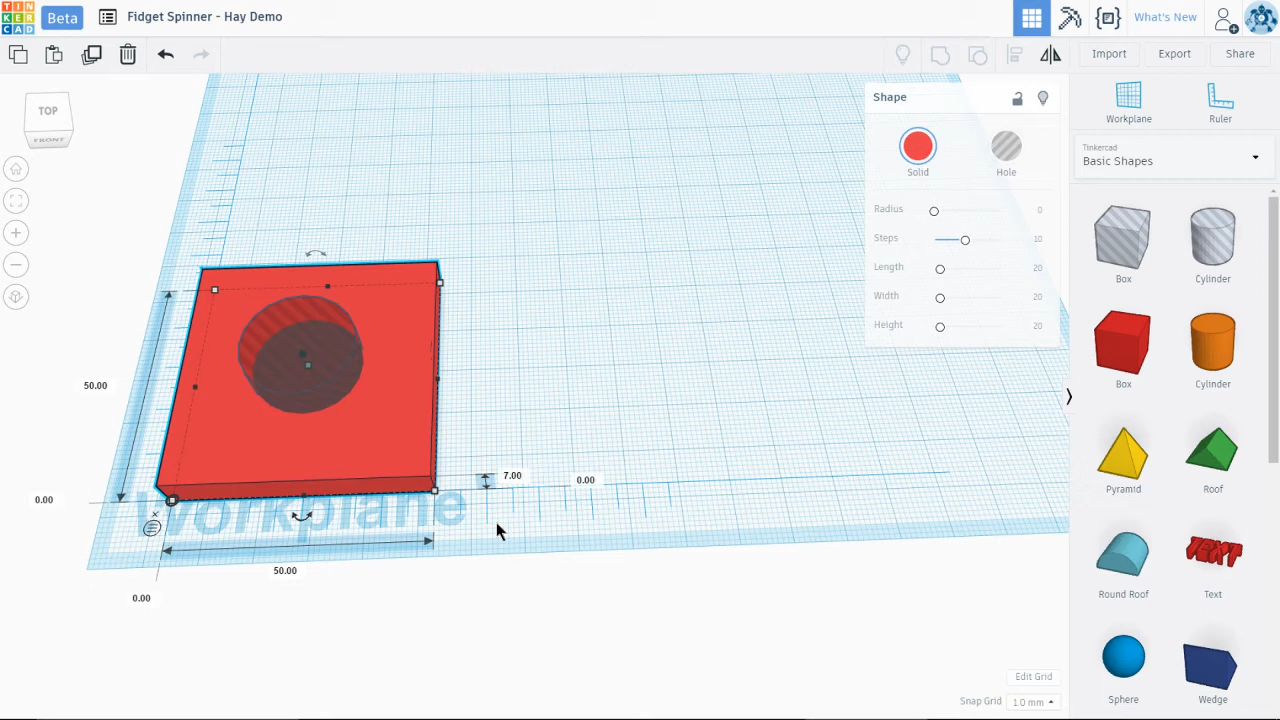 TIN
KER
CAD
Beta
Fidget Spinner - Hay Demo
What's New
Import
Export
Share
TOP
FRONT
Shape
Solid
Hole
Radius 0
Steps 10
Length 20
Width 20
Height 20
Workplane
Ruler
Tinkercad
Basic Shapes
Box
Cylinder
Box
Cylinder
Pyramid
Roof
Round Roof
TEXT
Text
Sphere
Wedge
50.00
7.00
0.00
0.00
Workplane
50.00
0.00
Edit Grid
Snap Grid 1.0 mm